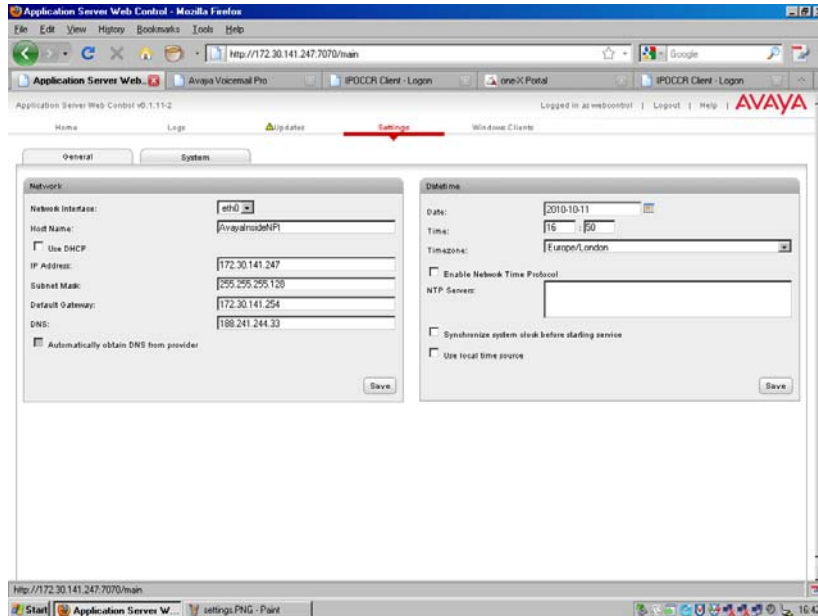 Application Server Web Control - Mozilla Firefox
File Edit View History Bookmarks Tools Help
http://172.30.141.247:7070/main
Google
Application Server Web... Avaya Voicemail Pro IPOCCR Client - Logon one-X Portal IPOCCR Client - Logon
Application Server Web Control v6.1.11-2 Logged in as webcontrol | Logout | Help | AVAYA
Home Logs Updates Settings Windows Clients
General System
Network
Network Interface: eth0
Host Name: AvayaInsideNPI
Use DHCP
IP Address: 172.30.141.247
Subnet Mask: 255.255.255.128
Default Gateway: 172.30.141.254
DNS: 188.241.244.33
Automatically obtain DNS from provider
Save
Datetime
Date: 2010-10-11
Time: 16 : 50
Timezone: Europe/London
Enable Network Time Protocol
NTP Servers:
Synchronize system clock before starting service
Use local time source
Save
http://172.30.141.247:7070/main
Start Application Server W... settings.PNG - Paint